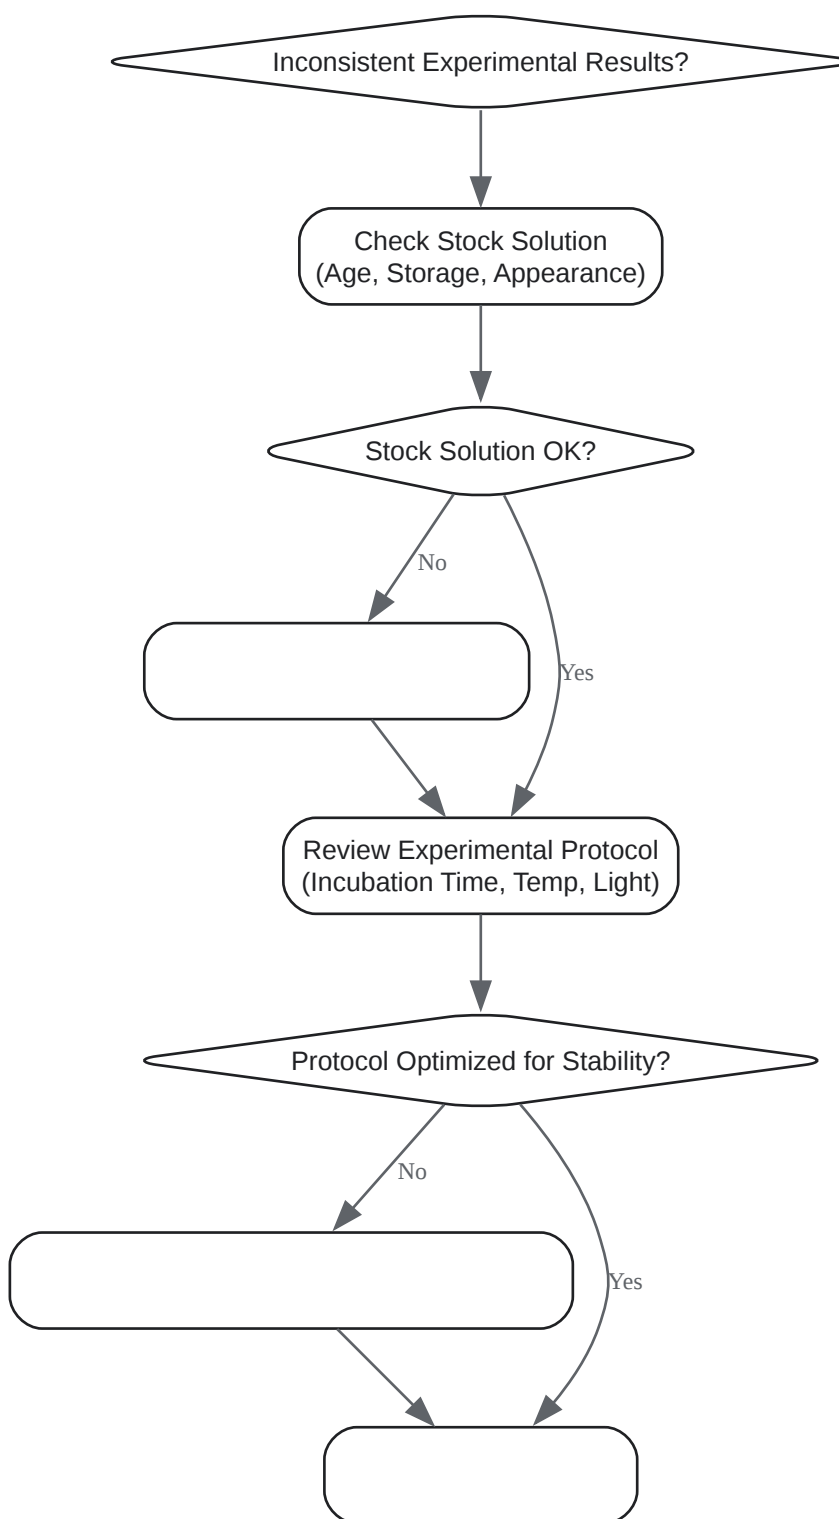 Inconsistent Experimental Results?
Check Stock Solution
(Age, Storage, Appearance)
Stock Solution OK?
No
Yes
Review Experimental Protocol
(Incubation Time, Temp, Light)
Protocol Optimized for Stability?
No
Yes